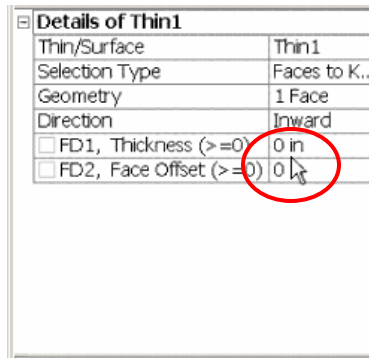 Details of Thin1
Thin/Surface Thin1
Selection Type Faces to K..
Geometry 1 Face
Direction Inward
FD1, Thickness (>=0) 0 in
FD2, Face Offset (>=0) 0